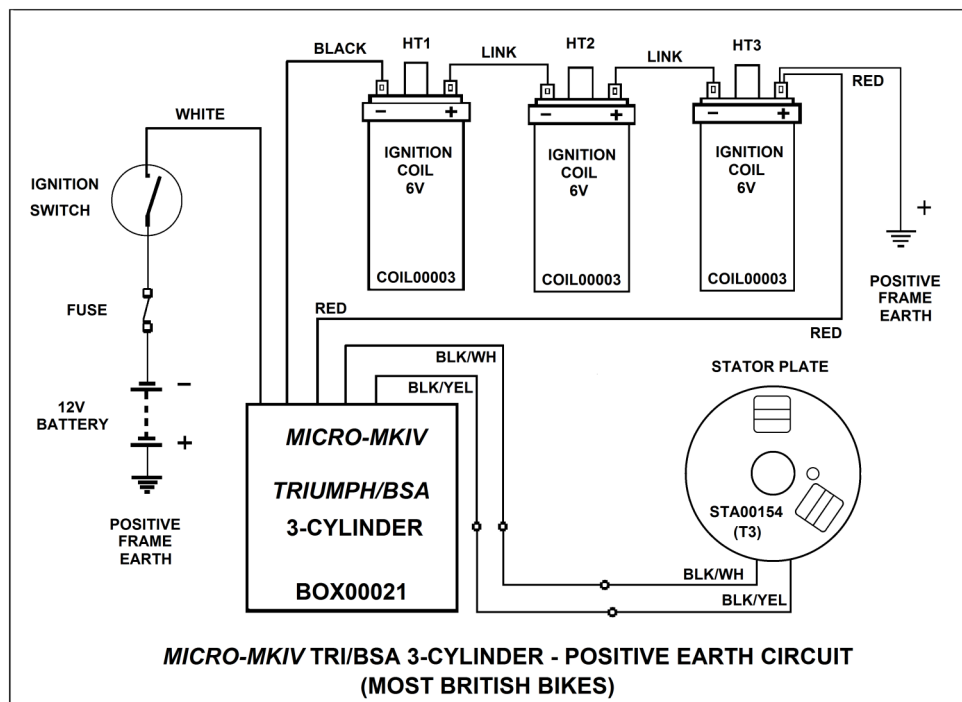 BLACK
HT1
LINK
HT2
LINK
HT3
RED
WHITE
− +
− +
− +
IGNITION
COIL
6V
IGNITION
COIL
6V
IGNITION
COIL
6V
IGNITION
SWITCH
+
COIL00003
COIL00003
COIL00003
POSITIVE
FRAME
EARTH
FUSE
RED
RED
BLK/WH
BLK/YEL
STATOR PLATE
−
12V
BATTERY
+
MICRO-MKIV
TRIUMPH/BSA
3-CYLINDER
BOX00021
STA00154
(T3)
POSITIVE
FRAME
EARTH
BLK/WH
BLK/YEL
MICRO-MKIV TRI/BSA 3-CYLINDER - POSITIVE EARTH CIRCUIT
(MOST BRITISH BIKES)